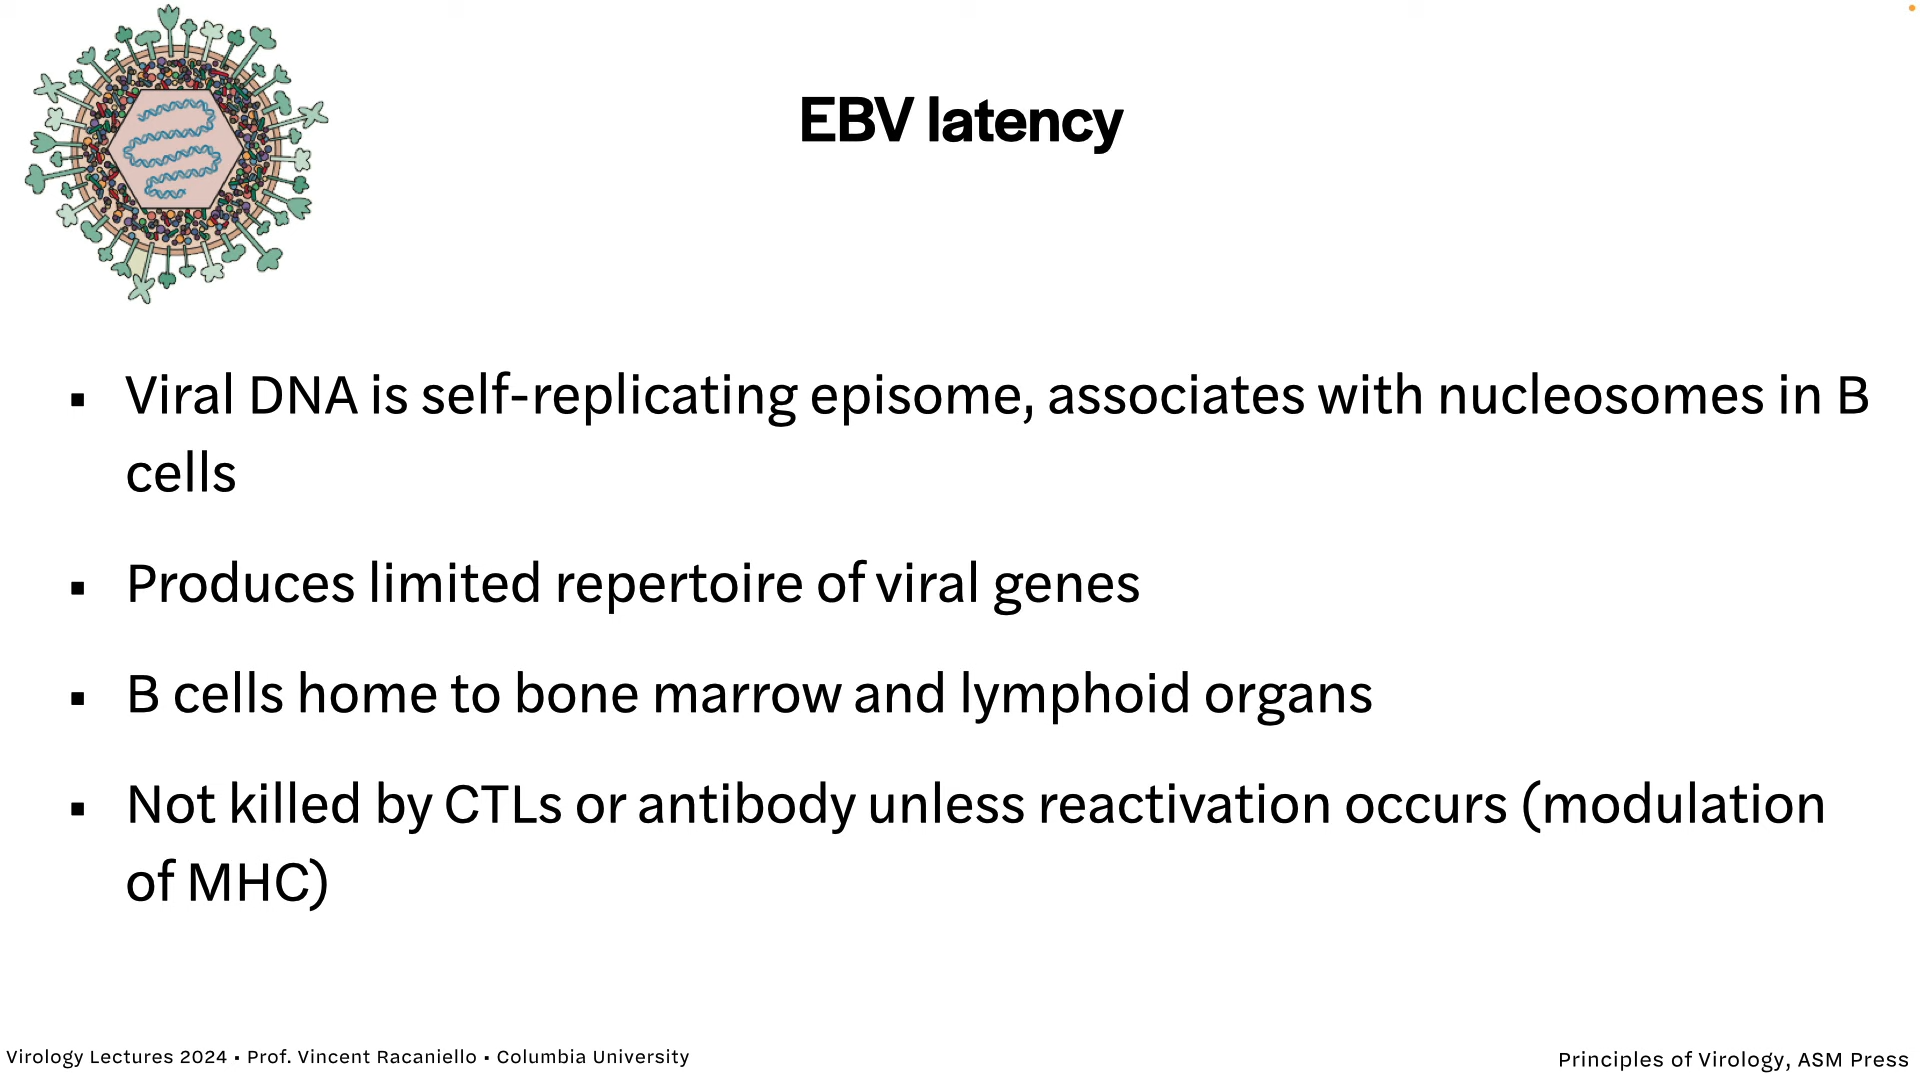 EBV latency
▪ Viral DNA is self-replicating episome, associates with nucleosomes in B
cells
▪ Produces limited repertoire of viral genes
▪ B cells home to bone marrow and lymphoid organs
▪ Not killed by CTLs or antibody unless reactivation occurs (modulation
of MHC)
Virology Lectures 2024 • Prof. Vincent Racaniello • Columbia University
Principles of Virology, ASM Press